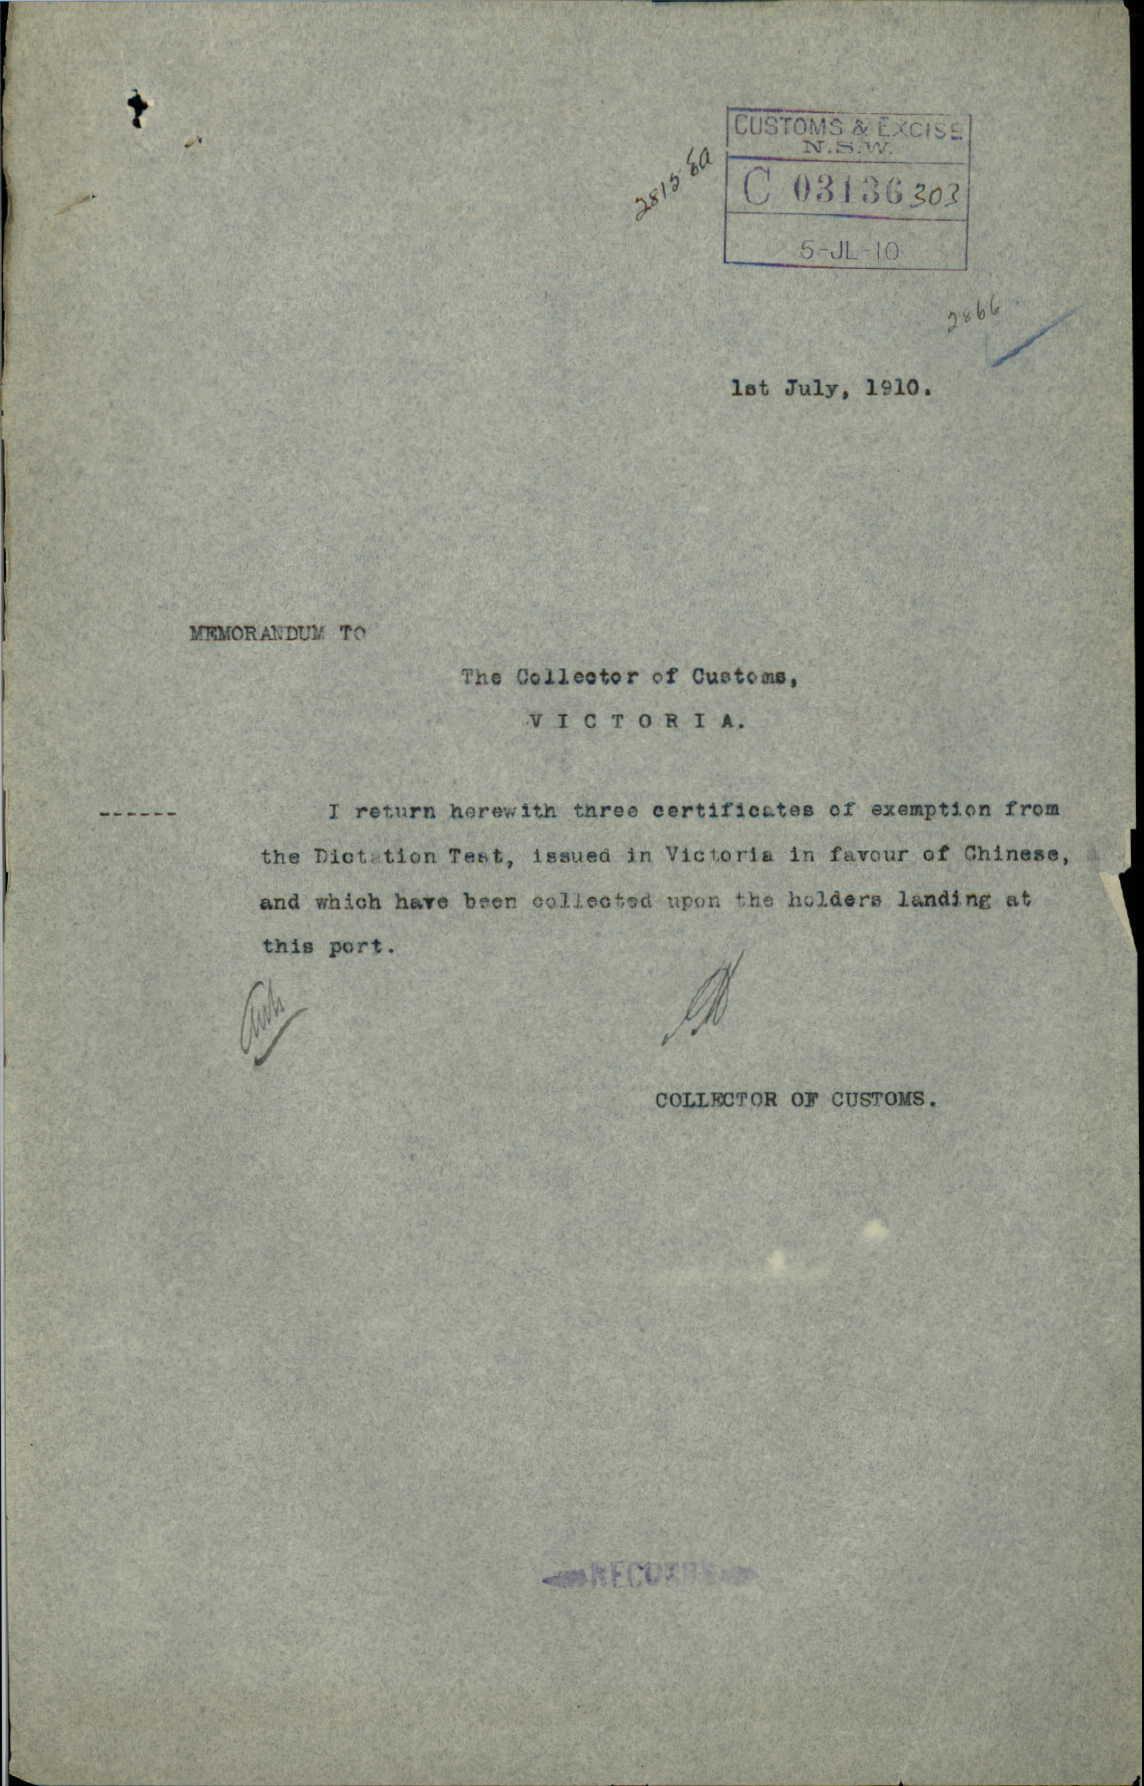 CUSTOMS & EXCISE
N.S.W.
C 03136 303
5-JL-10
2866
1st July, 1910.
MEMORANDUM TO
The Collector of Customs,
VICTORIA.
------ I return herewith three certificates of exemption from
the Dictation Test, issued in Victoria in favour of Chinese,
and which have been collected upon the holders landing at
this port.
COLLECTOR OF CUSTOMS.